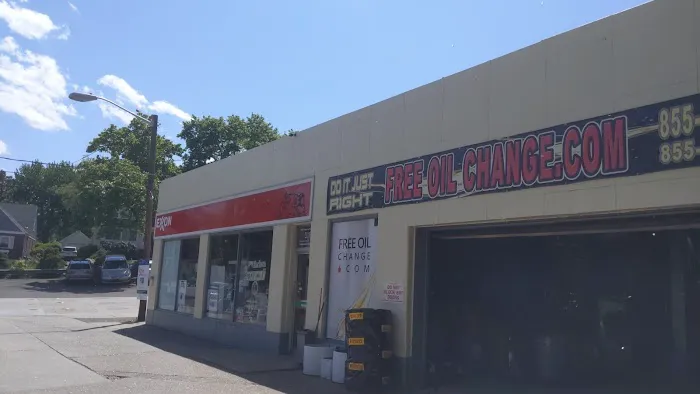 EXXON
DO IT JUST
RIGHT
FREE OIL CHANGE.COM
855-
855-
FREE OIL
CHANGE
COM